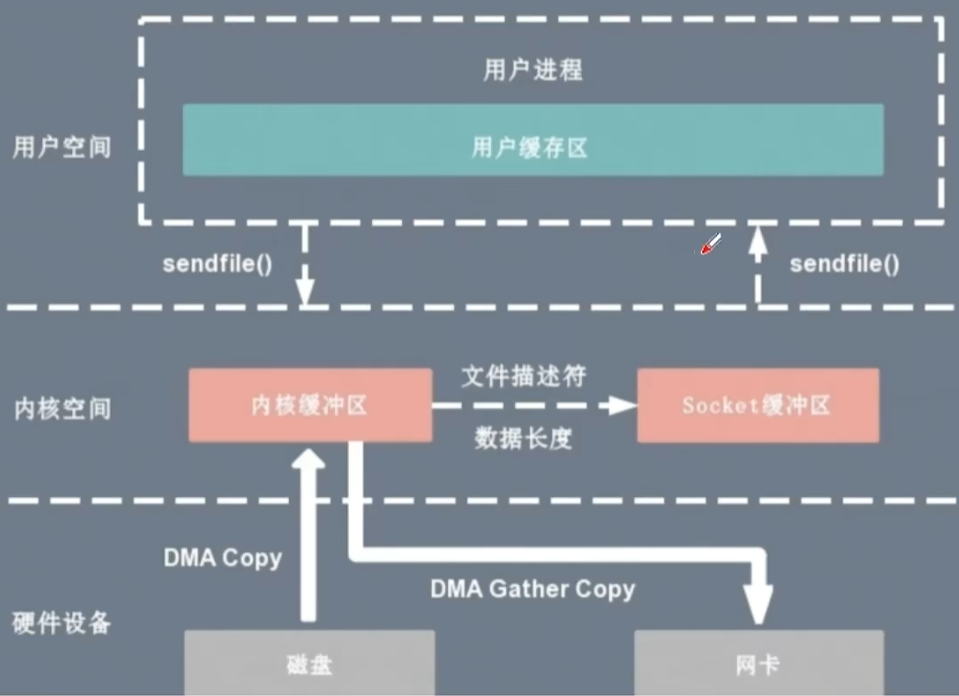 用户进程
用户空间
用户缓存区
sendfile()
sendfile()
文件描述符
内核空间
内核缓冲区
Socket缓冲区
数据长度
DMA Copy
DMA Gather Copy
硬件设备
磁盘
网卡